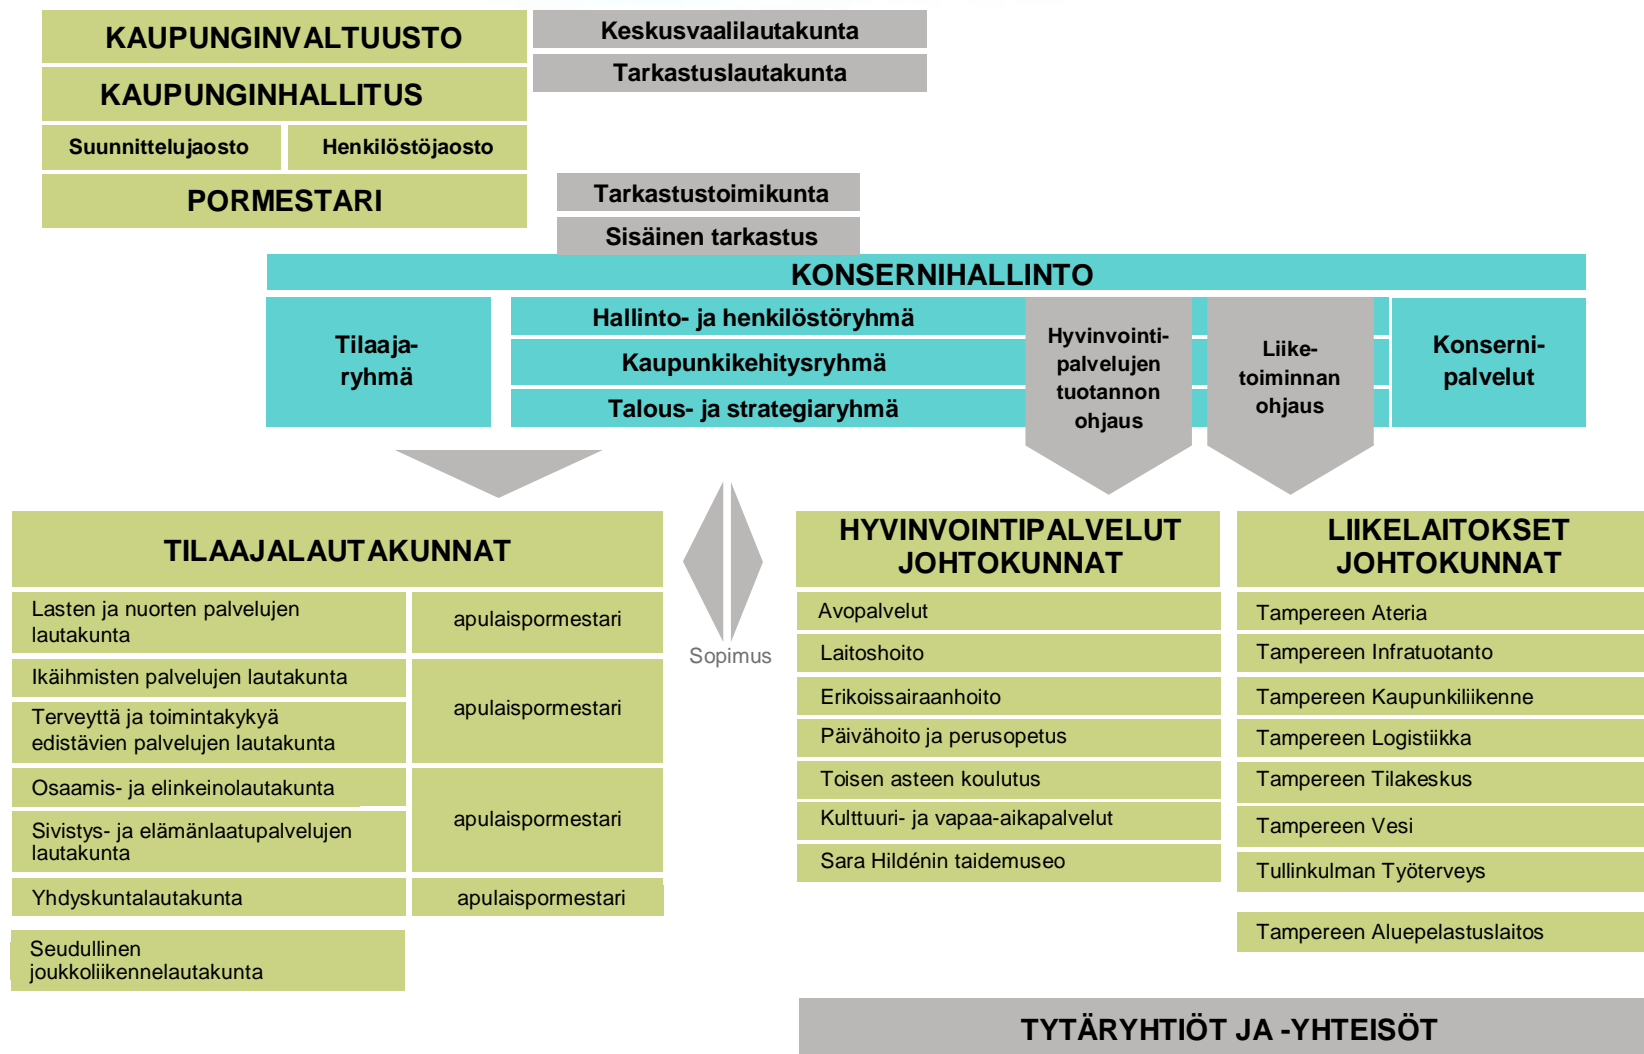 KAUPUNGINVALTUUSTO
Keskusvaalilautakunta
Tarkastuslautakunta
KAUPUNGINHALLITUS
Suunnittelujaosto
Henkilöstöjaosto
PORMESTARI
Tarkastustoimikunta
Sisäinen tarkastus
KONSERNIHALLINTO
Tilaaja-
ryhmä
Hallinto- ja henkilöstöryhmä
Kaupunkikehitysryhmä
Talous- ja strategiaryhmä
Hyvinvointi-
palvelujen
tuotannon
ohjaus
Liike-
toiminnan
ohjaus
Konserni-
palvelut
TILAAJALAUTAKUNNAT
Lasten ja nuorten palvelujen
lautakunta
apulaispormestari
Ikäihmisten palvelujen lautakunta
Terveyttä ja toimintakykyä
edistävien palvelujen lautakunta
apulaispormestari
Osaamis- ja elinkeinolautakunta
Sivistys- ja elämänlaatupalvelujen
lautakunta
apulaispormestari
Yhdyskuntalautakunta
apulaispormestari
Seudullinen
joukkoliikennelautakunta
Sopimus
HYVINVOINTIPALVELUT
JOHTOKUNNAT
Avopalvelut
Laitoshoito
Erikoissairaanhoito
Päivähoito ja perusopetus
Toisen asteen koulutus
Kulttuuri- ja vapaa-aikapalvelut
Sara Hildénin taidemuseo
LIIKELAITOKSET
JOHTOKUNNAT
Tampereen Ateria
Tampereen Infratuotanto
Tampereen Kaupunkiliikenne
Tampereen Logistiikka
Tampereen Tilakeskus
Tampereen Vesi
Tullinkulman Työterveys
Tampereen Aluepelastuslaitos
TYTÄRYHTIÖT JA -YHTEISÖT